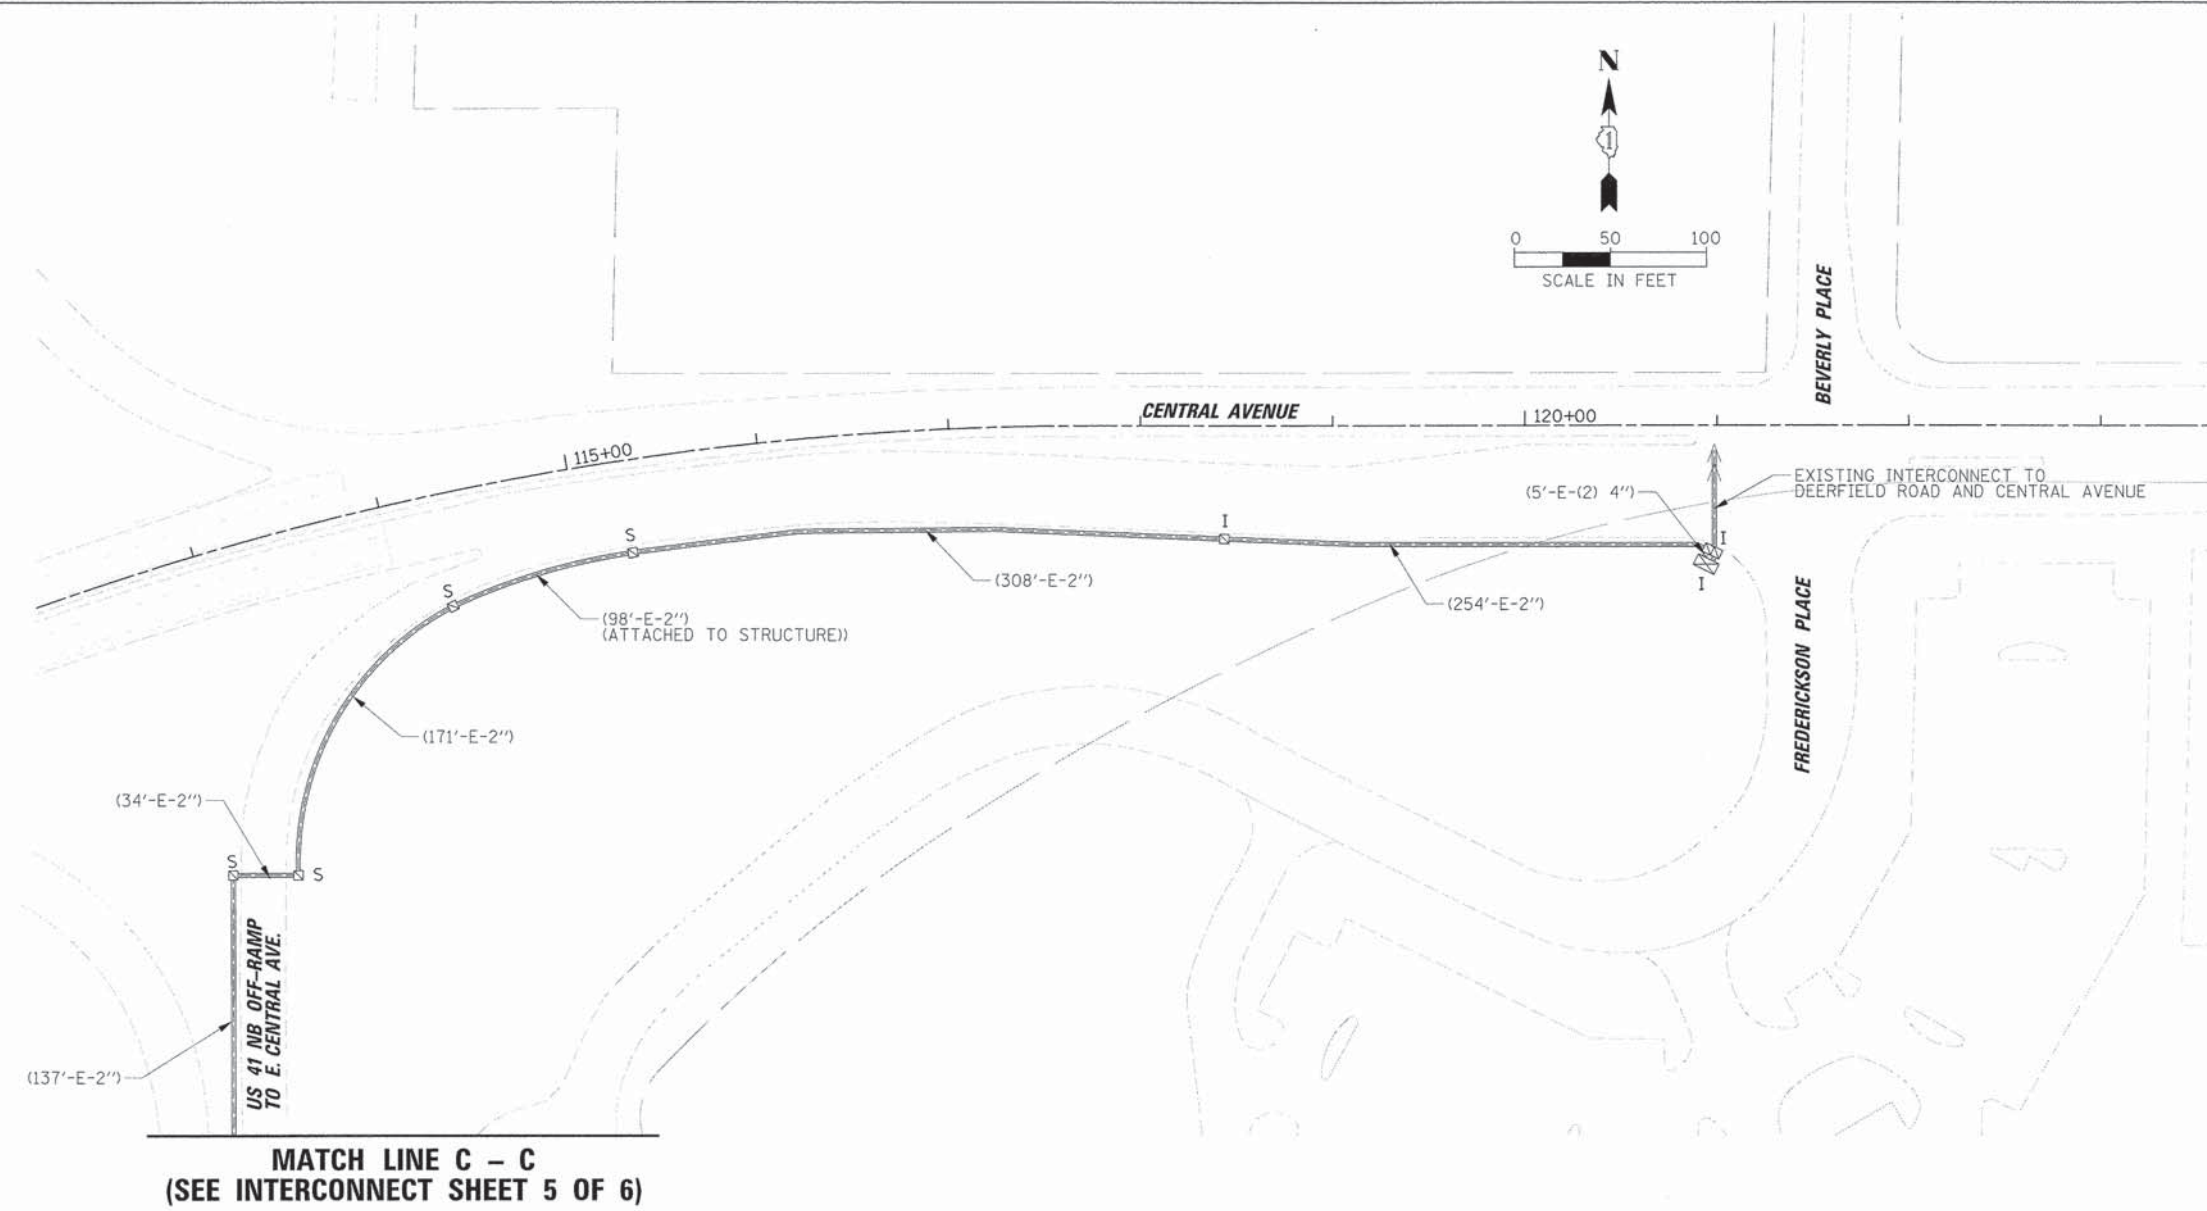 N
1
0 50 100
SCALE IN FEET
BEVERLY PLACE
CENTRAL AVENUE
120+00
115+00
EXISTING INTERCONNECT TO
DEERFIELD ROAD AND CENTRAL AVENUE
(5'-E-(2) 4")
I
I
I
S
S
(308'-E-2")
(254'-E-2")
(98'-E-2")
(ATTACHED TO STRUCTURE))
FREDERICKSON PLACE
(171'-E-2")
(34'-E-2")
S
S
US 41 NB OFF-RAMP
TO E. CENTRAL AVE.
(137'-E-2")
MATCH LINE C - C
(SEE INTERCONNECT SHEET 5 OF 6)